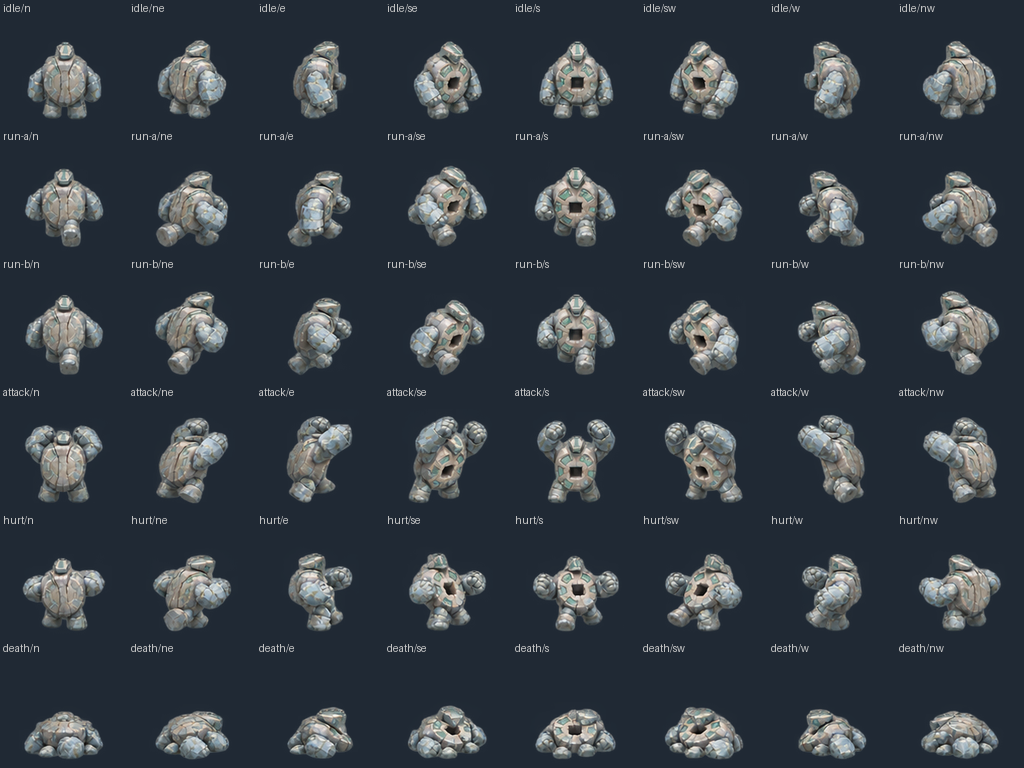 idle/n idle/ne idle/e idle/se idle/s idle/sw idle/w idle/nw
run-a/n run-a/ne run-a/e run-a/se run-a/s run-a/sw run-a/w run-a/nw
run-b/n run-b/ne run-b/e run-b/se run-b/s run-b/sw run-b/w run-b/nw
attack/n attack/ne attack/e attack/se attack/s attack/sw attack/w attack/nw
hurt/n hurt/ne hurt/e hurt/se hurt/s hurt/sw hurt/w hurt/nw
death/n death/ne death/e death/se death/s death/sw death/w death/nw